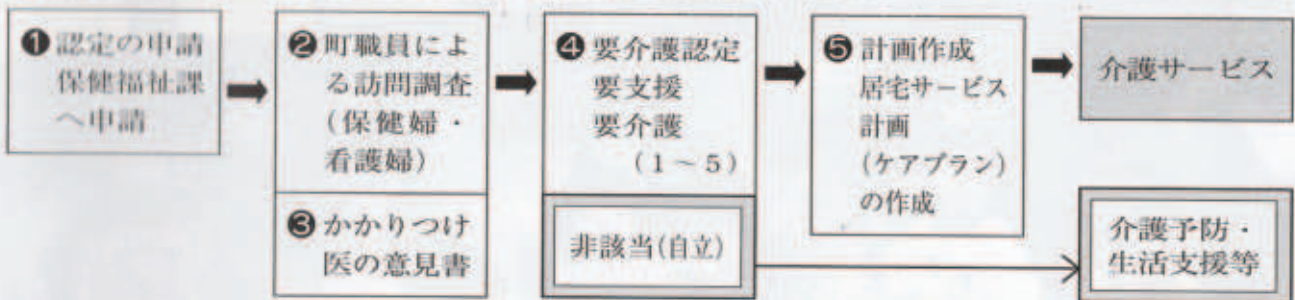 ❶認定の申請
保健福祉課
へ申請
❷町職員によ
る訪問調査
(保健婦・
看護婦)
❸かかりつけ
医の意見書
❹要介護認定
要支援
要介護
(1～5)
非該当(自立)
❺計画作成
居宅サービス
計画
(ケアプラン)
の作成
介護サービス
介護予防・
生活支援等